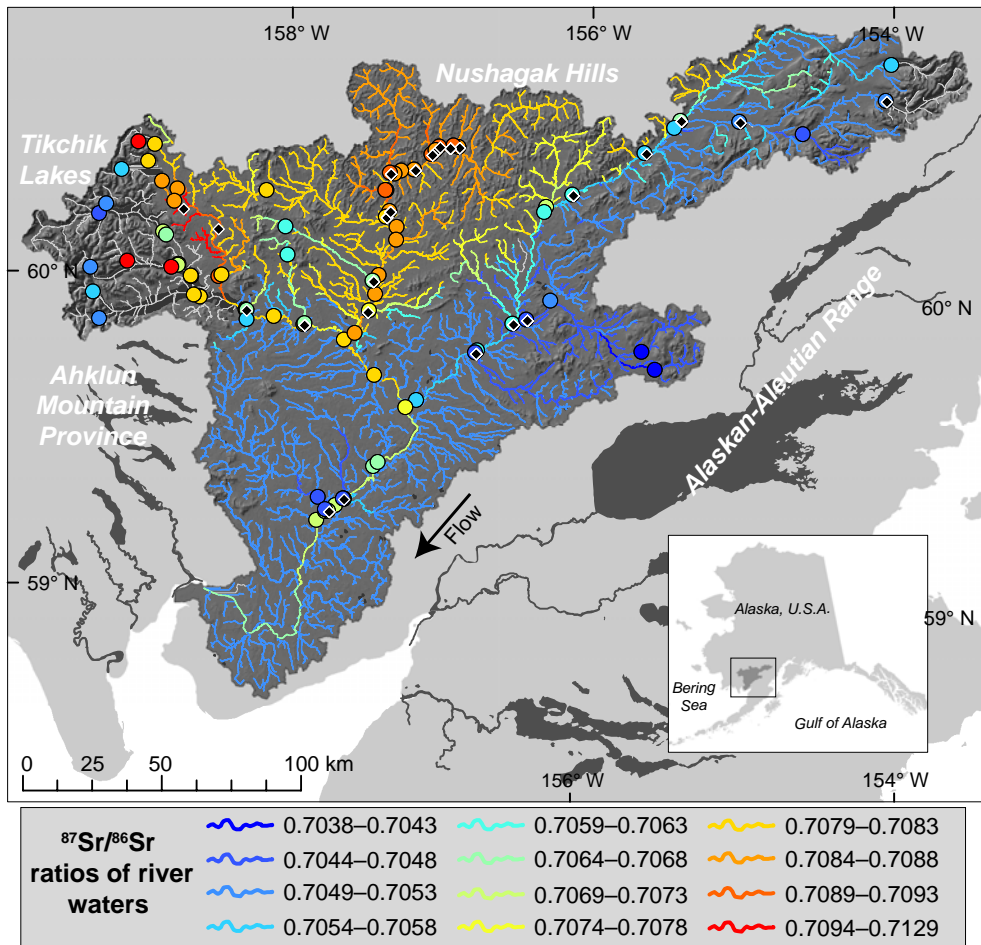 158° W
156° W
154° W
Nushagak Hills
Tikchik
Lakes
60° N
60° N
Ahklun
Mountain
Province
Alaskan-Aleutian Range
Flow
59° N
59° N
Alaska, U.S.A.
Bering
Sea
Gulf of Alaska
0 25 50 100 km
156° W
154° W
87Sr/86Sr
ratios of river
waters
0.7038–0.7043
0.7044–0.7048
0.7049–0.7053
0.7054–0.7058
0.7059–0.7063
0.7064–0.7068
0.7069–0.7073
0.7074–0.7078
0.7079–0.7083
0.7084–0.7088
0.7089–0.7093
0.7094–0.7129